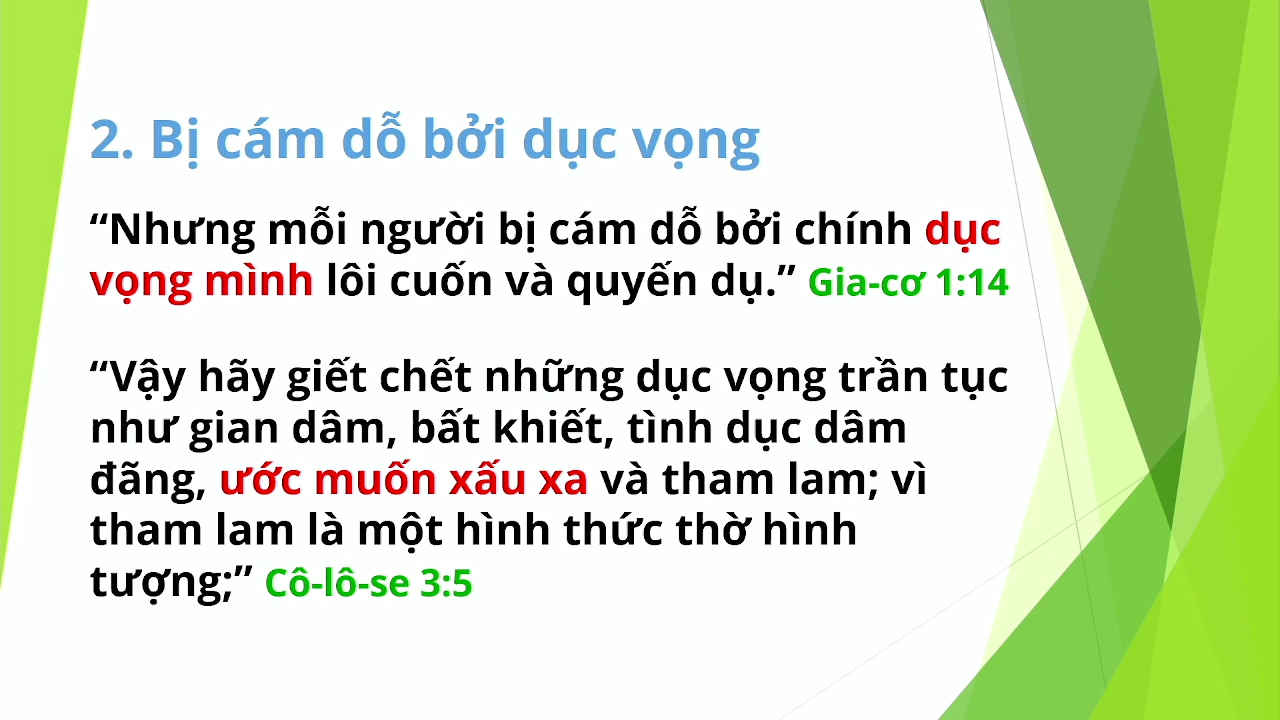 2. Bị cám dỗ bởi dục vọng
“Nhưng mỗi người bị cám dỗ bởi chính dục
vọng mình lôi cuốn và quyến dụ.” Gia-cơ 1:14
“Vậy hãy giết chết những dục vọng trần tục
như gian dâm, bất khiết, tình dục dâm
đãng, ước muốn xấu xa và tham lam; vì
tham lam là một hình thức thờ hình
tượng;” Cô-lô-se 3:5